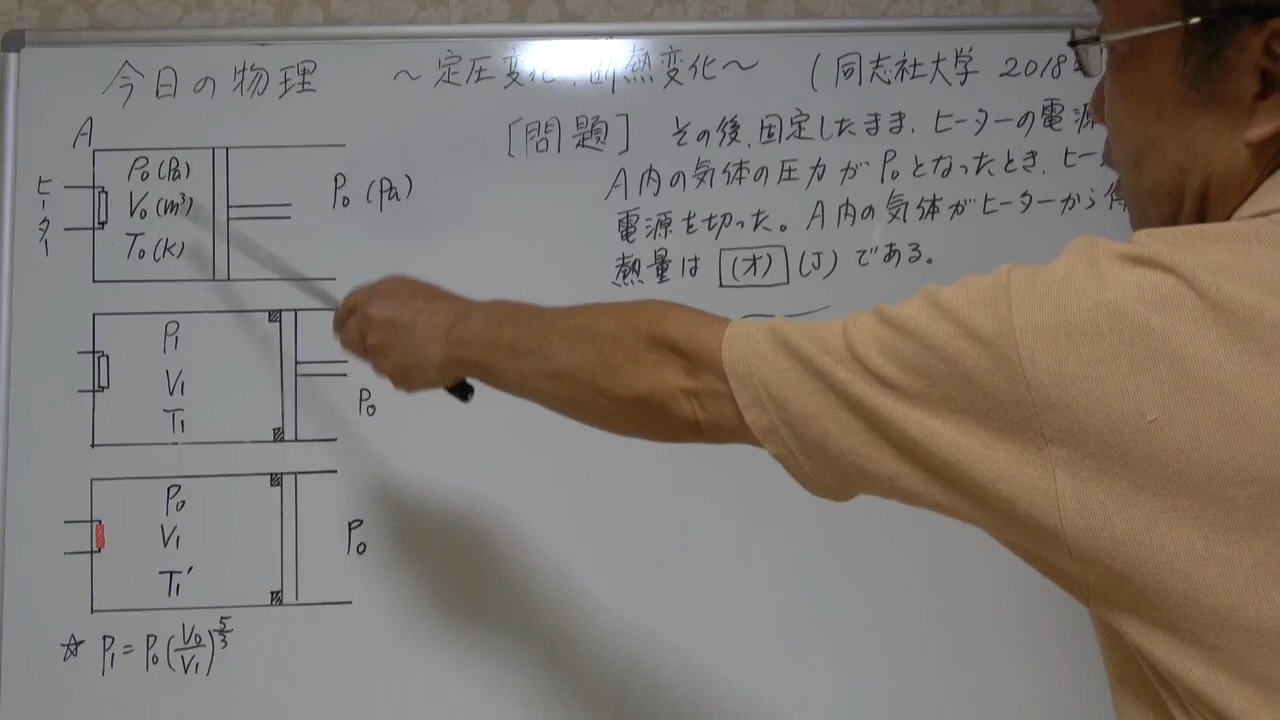 今日の物理 ～定圧変化、断熱変化～ (同志社大学 2018
[問題] その後、固定したまま、ヒーターの電源
A内の気体の圧力がP₀となったとき、ヒー
電源を切った。A内の気体がヒーターから
熱量は (オ) (J) である。
A
ヒーター
P₀ (Pa)
V₀ (m³)
T₀ (K)
P₀ (Pa)
P₁
V₁
T₁
P₀
P₀
V₁
T₁′
P₀
☆ P₁ = P₀(V₀/V₁)^(5/3)